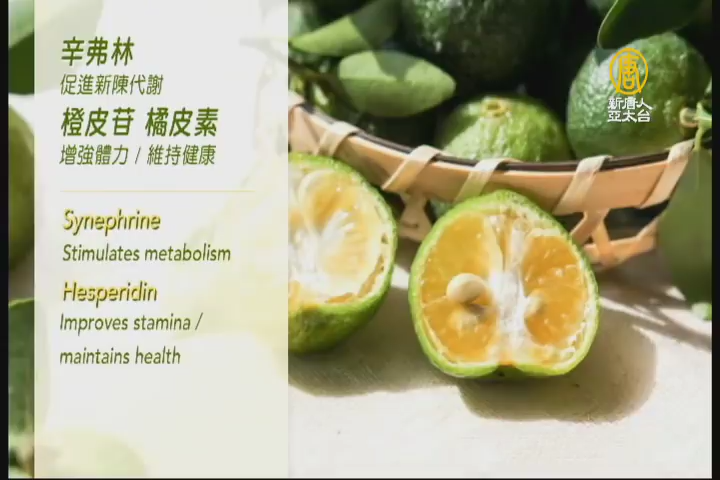 辛弗林
促進新陳代謝
橙皮苷 橘皮素
增強體力 / 維持健康
Synephrine
Stimulates metabolism
Hesperidin
Improves stamina /
maintains health
唐
新唐人
亞太台